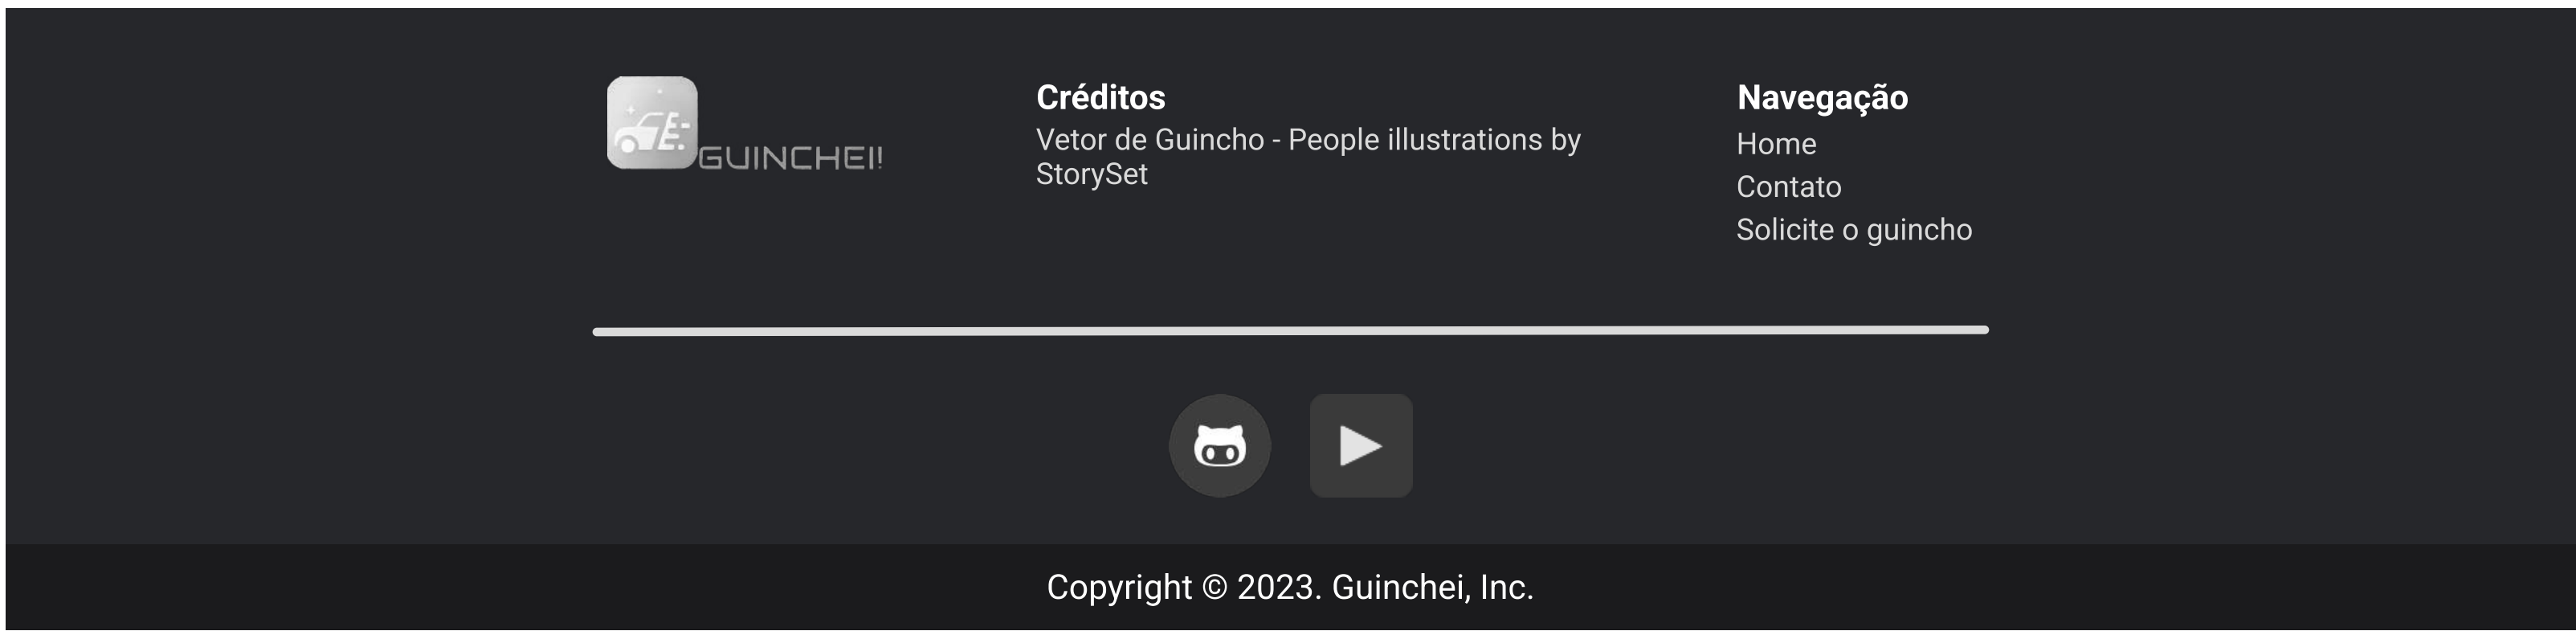 GUINCHEI!
Créditos
Vetor de Guincho - People illustrations by
StorySet
Navegação
Home
Contato
Solicite o guincho
Copyright © 2023. Guinchei, Inc.